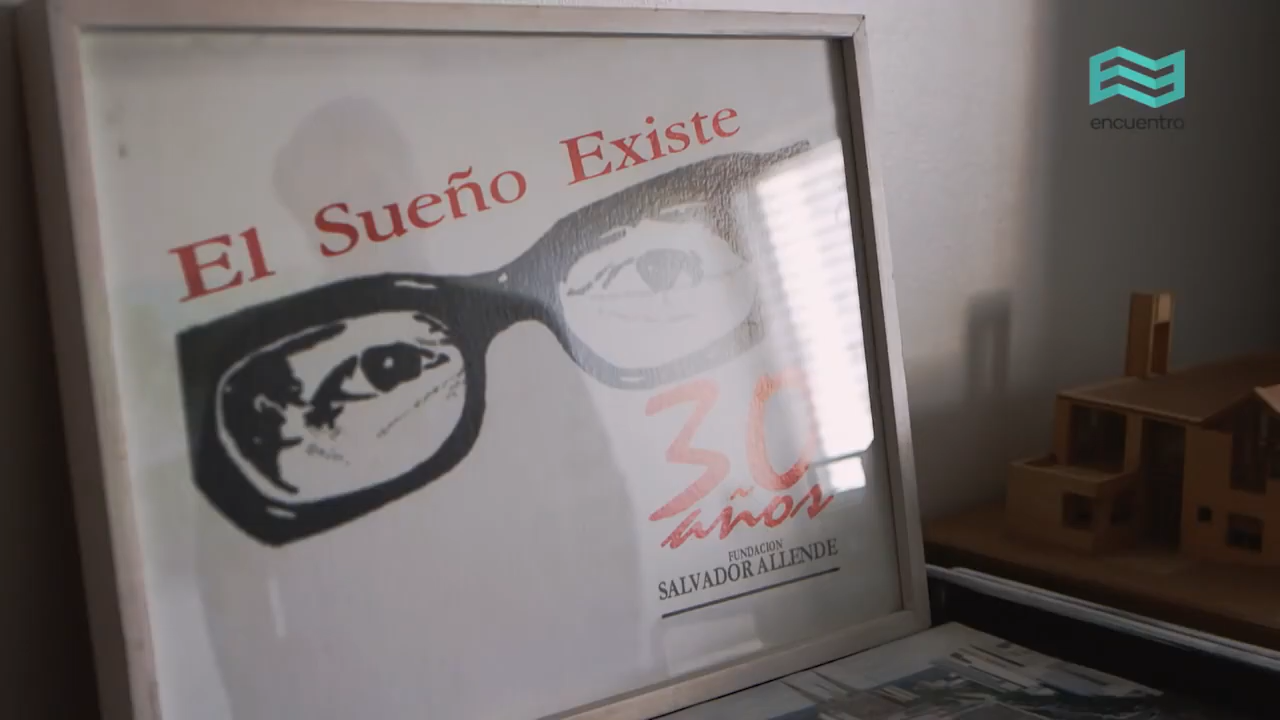 encuentro
El Sueño Existe
30
años
FUNDACION
SALVADOR ALLENDE